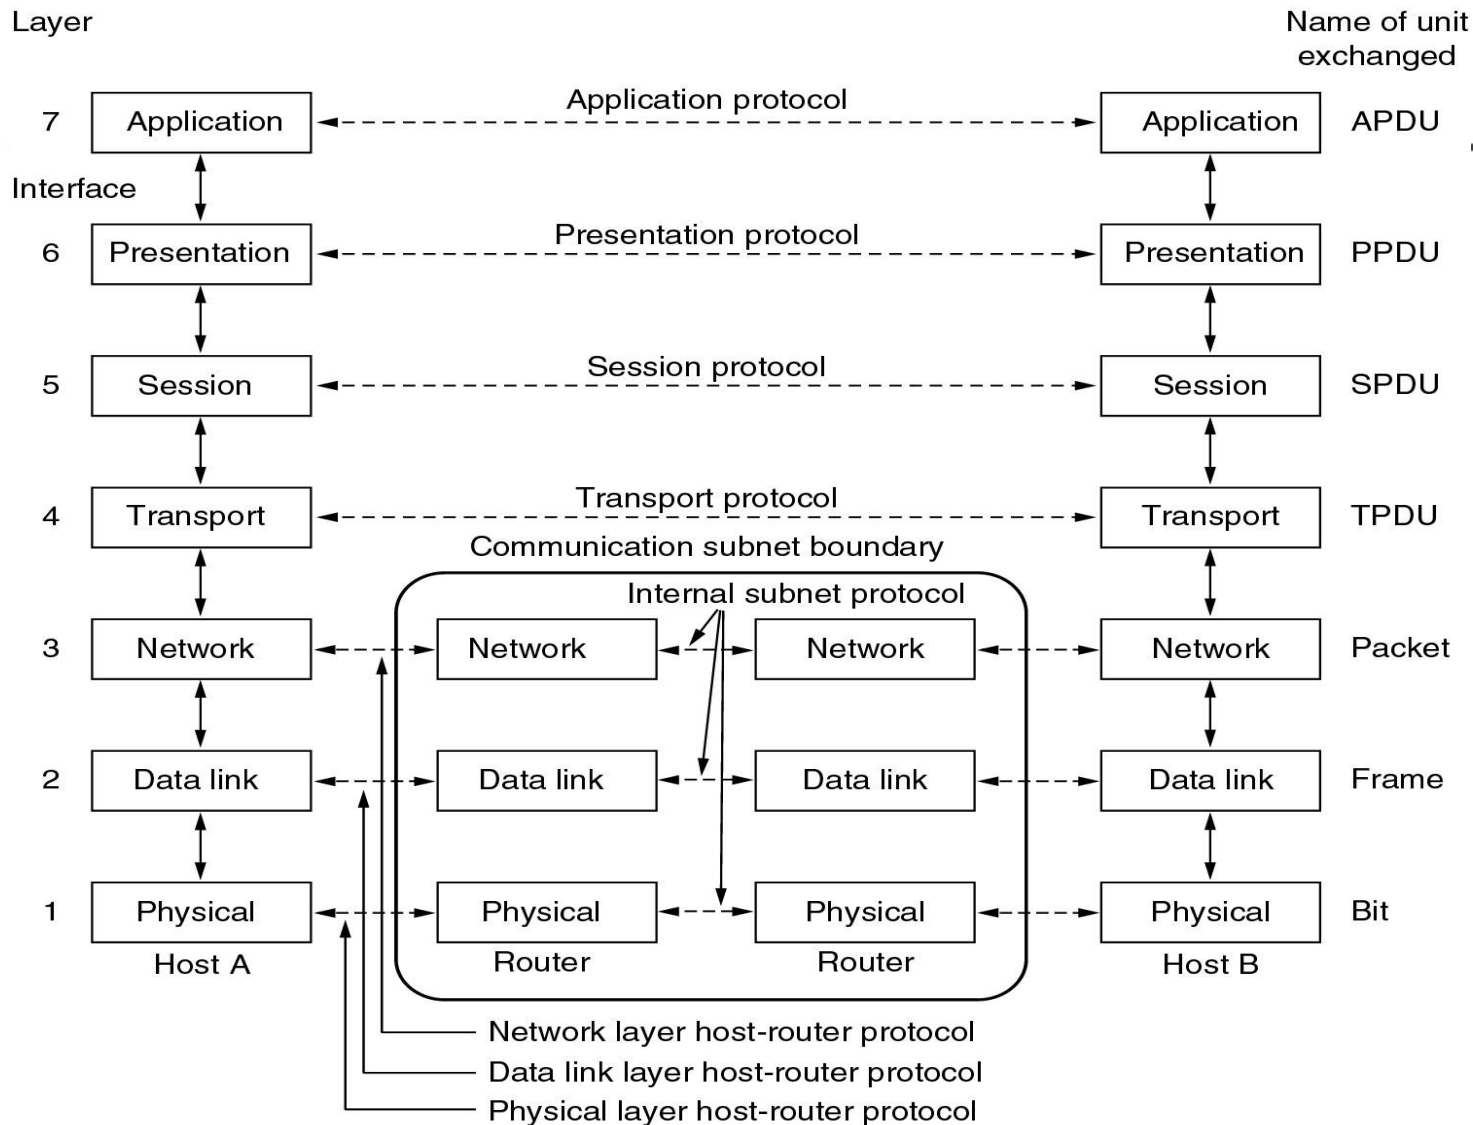 Layer
Name of unit
exchanged
Application protocol
7
Application
Application
APDU
Interface
Presentation protocol
6
Presentation
Presentation
PPDU
Session protocol
5
Session
Session
SPDU
Transport protocol
4
Transport
Transport
TPDU
Communication subnet boundary
Internal subnet protocol
3
Network
Network
Network
Network
Packet
2
Data link
Data link
Data link
Data link
Frame
1
Physical
Physical
Physical
Physical
Bit
Host A
Router
Router
Host B
Network layer host-router protocol
Data link layer host-router protocol
Physical layer host-router protocol